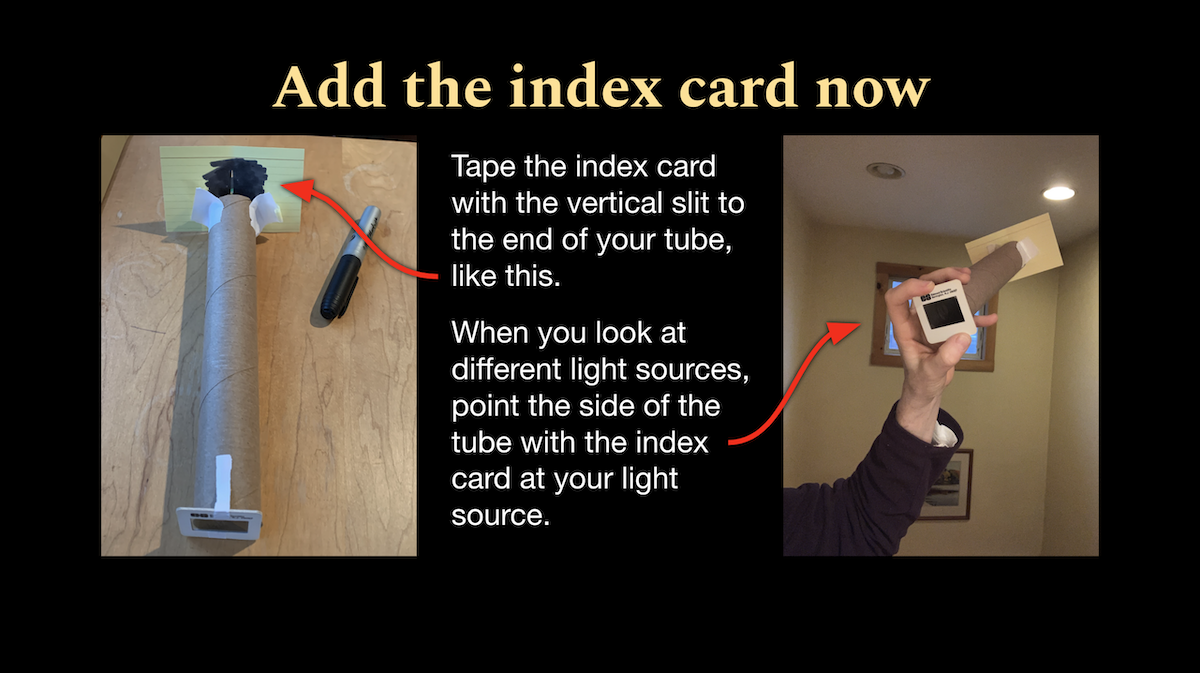 Add the index card now
Tape the index card
with the vertical slit to
the end of your tube,
like this.
When you look at
different light sources,
point the side of the
tube with the index
card at your light
source.